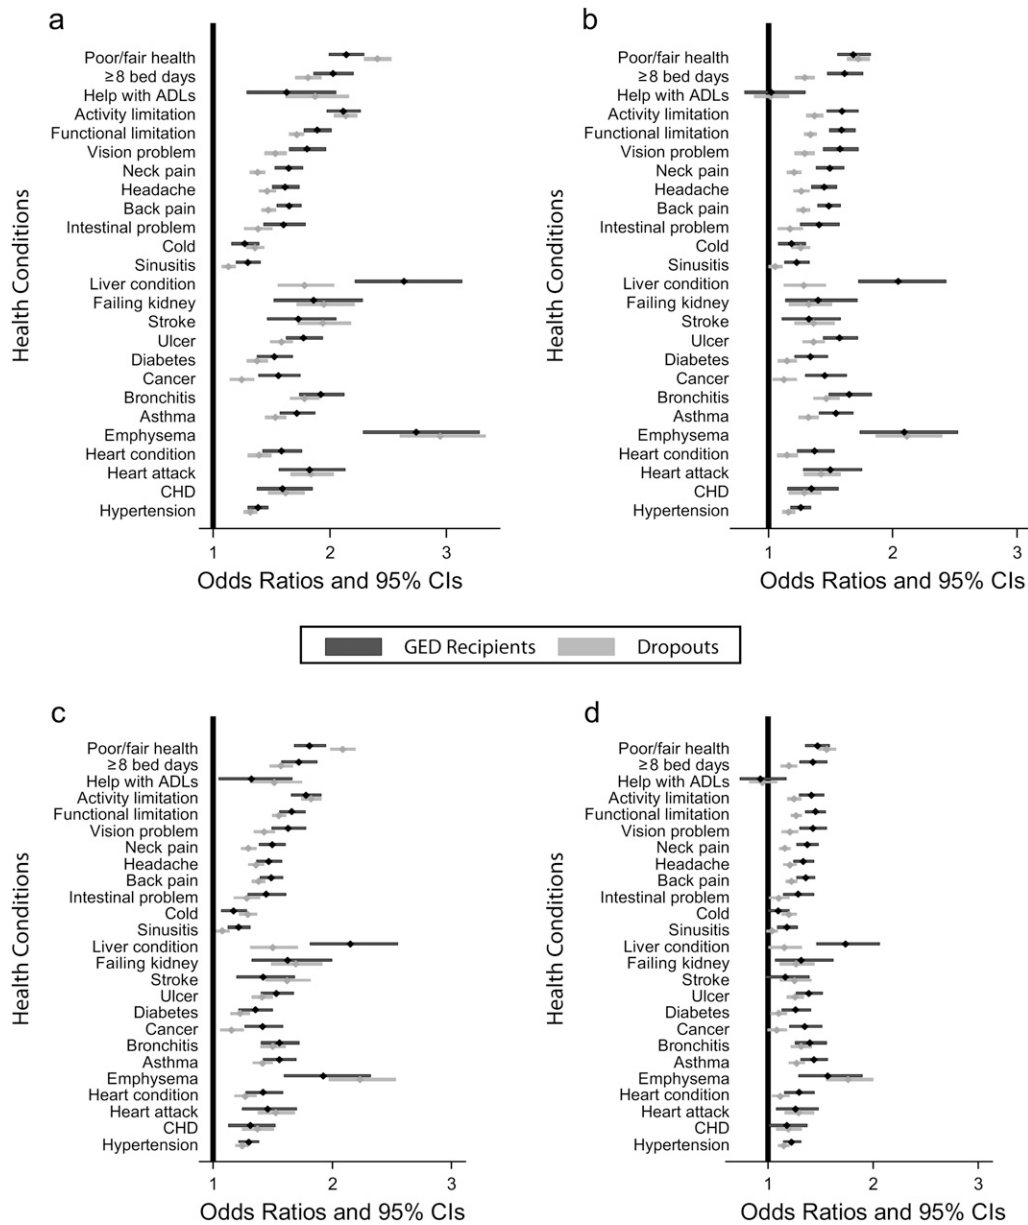 a
Poor/fair health
≥8 bed days
Help with ADLs
Activity limitation
Functional limitation
Vision problem
Neck pain
Headache
Back pain
Intestinal problem
Cold
Sinusitis
Liver condition
Failing kidney
Stroke
Ulcer
Diabetes
Cancer
Bronchitis
Asthma
Emphysema
Heart condition
Heart attack
CHD
Hypertension
Health Conditions
1 2 3
Odds Ratios and 95% CIs
b
Poor/fair health
≥8 bed days
Help with ADLs
Activity limitation
Functional limitation
Vision problem
Neck pain
Headache
Back pain
Intestinal problem
Cold
Sinusitis
Liver condition
Failing kidney
Stroke
Ulcer
Diabetes
Cancer
Bronchitis
Asthma
Emphysema
Heart condition
Heart attack
CHD
Hypertension
Health Conditions
1 2 3
Odds Ratios and 95% CIs
GED Recipients Dropouts
c
Poor/fair health
≥8 bed days
Help with ADLs
Activity limitation
Functional limitation
Vision problem
Neck pain
Headache
Back pain
Intestinal problem
Cold
Sinusitis
Liver condition
Failing kidney
Stroke
Ulcer
Diabetes
Cancer
Bronchitis
Asthma
Emphysema
Heart condition
Heart attack
CHD
Hypertension
Health Conditions
1 2 3
Odds Ratios and 95% CIs
d
Poor/fair health
≥8 bed days
Help with ADLs
Activity limitation
Functional limitation
Vision problem
Neck pain
Headache
Back pain
Intestinal problem
Cold
Sinusitis
Liver condition
Failing kidney
Stroke
Ulcer
Diabetes
Cancer
Bronchitis
Asthma
Emphysema
Heart condition
Heart attack
CHD
Hypertension
Health Conditions
1 2 3
Odds Ratios and 95% CIs